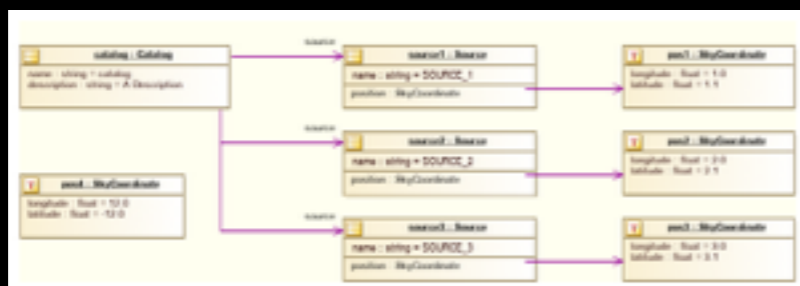 catalog : Catalog
name : string = catalog
description : string = A Description
source
source1 : Source
name : string = SOURCE_1
position : SkyCoordinate
pos1 : SkyCoordinate
longitude : float = 1.0
latitude : float = 1.1
source
source2 : Source
name : string = SOURCE_2
position : SkyCoordinate
pos2 : SkyCoordinate
longitude : float = 2.0
latitude : float = 2.1
pos4 : SkyCoordinate
longitude : float = 12.0
latitude : float = -12.0
source
source3 : Source
name : string = SOURCE_3
position : SkyCoordinate
pos3 : SkyCoordinate
longitude : float = 3.0
latitude : float = 3.1